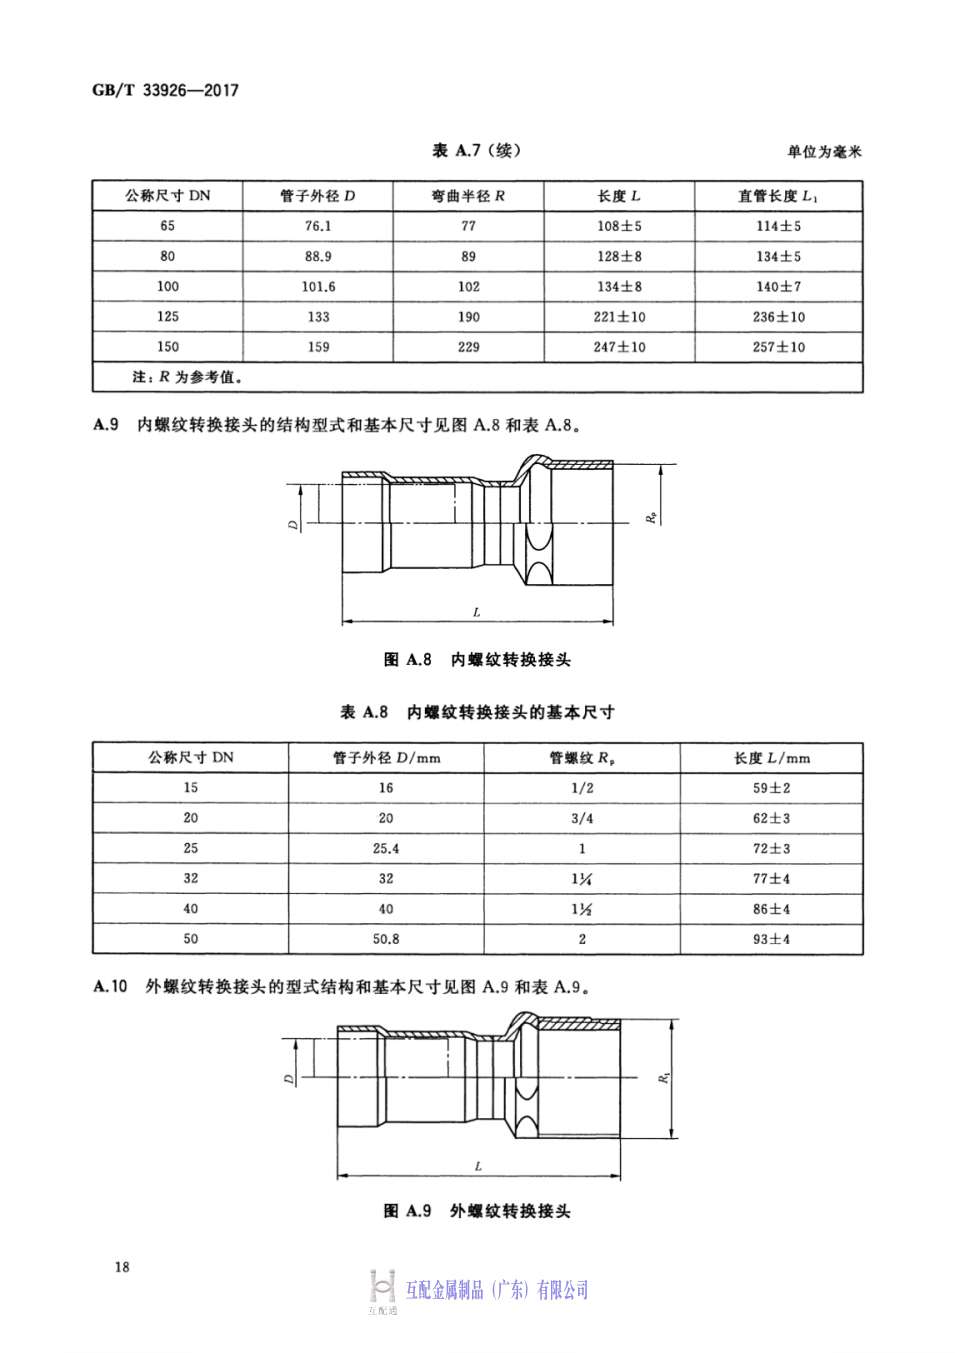 GB/T 33926—2017
表 A.7（续）
单位为毫米
公称尺寸 DN 管子外径 D 弯曲半径 R 长度 L 直管长度 L₁
65 76.1 77 108±5 114±5
80 88.9 89 128±8 134±5
100 101.6 102 134±8 140±7
125 133 190 221±10 236±10
150 159 229 247±10 257±10
注：R 为参考值。
A.9 内螺纹转换接头的结构型式和基本尺寸见图 A.8 和表 A.8。
D
Rₚ
L
图 A.8 内螺纹转换接头
表 A.8 内螺纹转换接头的基本尺寸
公称尺寸 DN 管子外径 D/mm 管螺纹 Rₚ 长度 L/mm
15 16 1/2 59±2
20 20 3/4 62±3
25 25.4 1 72±3
32 32 1¼ 77±4
40 40 1½ 86±4
50 50.8 2 93±4
A.10 外螺纹转换接头的型式结构和基本尺寸见图 A.9 和表 A.9。
D
R₁
L
图 A.9 外螺纹转换接头
18
互配金属制品（广东）有限公司
互配通